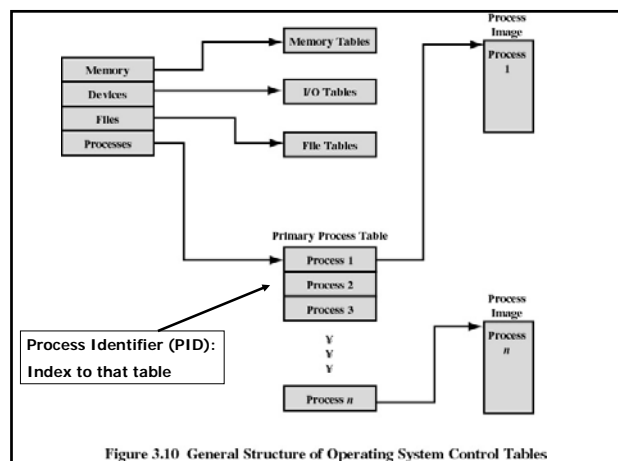 Process
Image
Memory Tables
Process
1
Memory
Devices
I/O Tables
Files
Processes
File Tables
Primary Process Table
Process 1
Process 2
Process 3
Process Identifier (PID):
Index to that table
¥
¥
¥
Process n
Process
Image
Process
n
Figure 3.10 General Structure of Operating System Control Tables